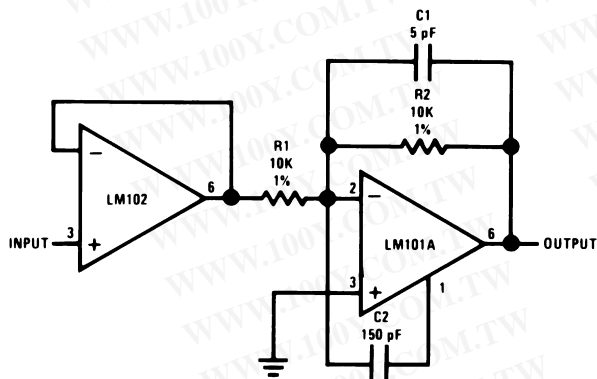 WWW.100Y.COM.TW
C1
5 pF
R2
10K
1%
R1
10K
1%
−
LM102
6
INPUT
3
+
2
−
LM101A
6
OUTPUT
3
+
1
C2
150 pF